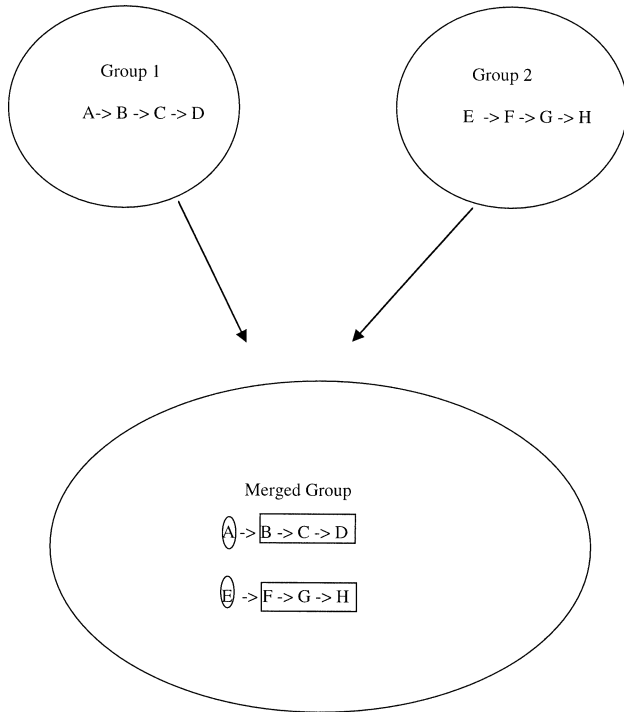 Group 1
A-> B -> C -> D
Group 2
E -> F -> G -> H
Merged Group
A -> B -> C -> D
E -> F -> G -> H